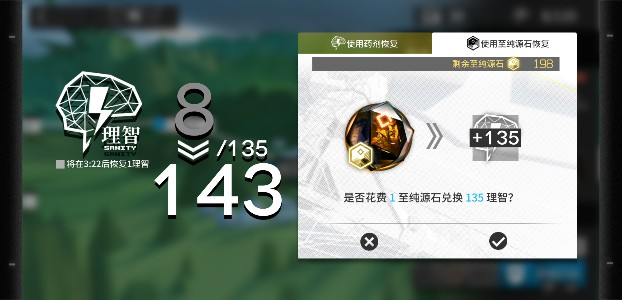 使用药剂恢复
使用至纯源石恢复
剩余至纯源石 198
理智
SANITY
将在3:22后恢复1理智
8
/135
143
+135
是否花费 1 至纯源石兑换 135 理智？